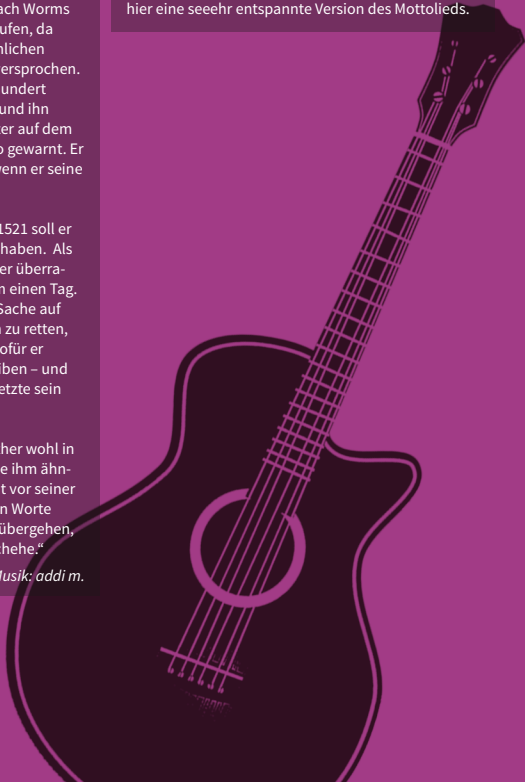 ach Worms
ufen, da
nlichen
ersprochen.
undert
und ihn
ter auf dem
o gewarnt. Er
wenn er seine
1521 soll er
haben. Als
er überra-
n einen Tag.
Sache auf
zu retten,
ofür er
iben – und
etzte sein
cher wohl in
e ihm ähn-
t vor seiner
n Worte
übergehen,
chehe.“
Musik: addi m.
hier eine seeehr entspannte Version des Mottolieds.